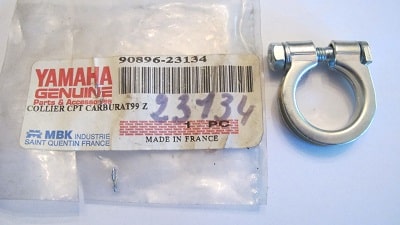 90896-23134
YAMAHA
GENUINE
Parts & Accessories
COLLIER CPT CARBURAT99 Z
23134
1 PC
MBK INDUSTRIE
SAINT QUENTIN FRANCE
MADE IN FRANCE